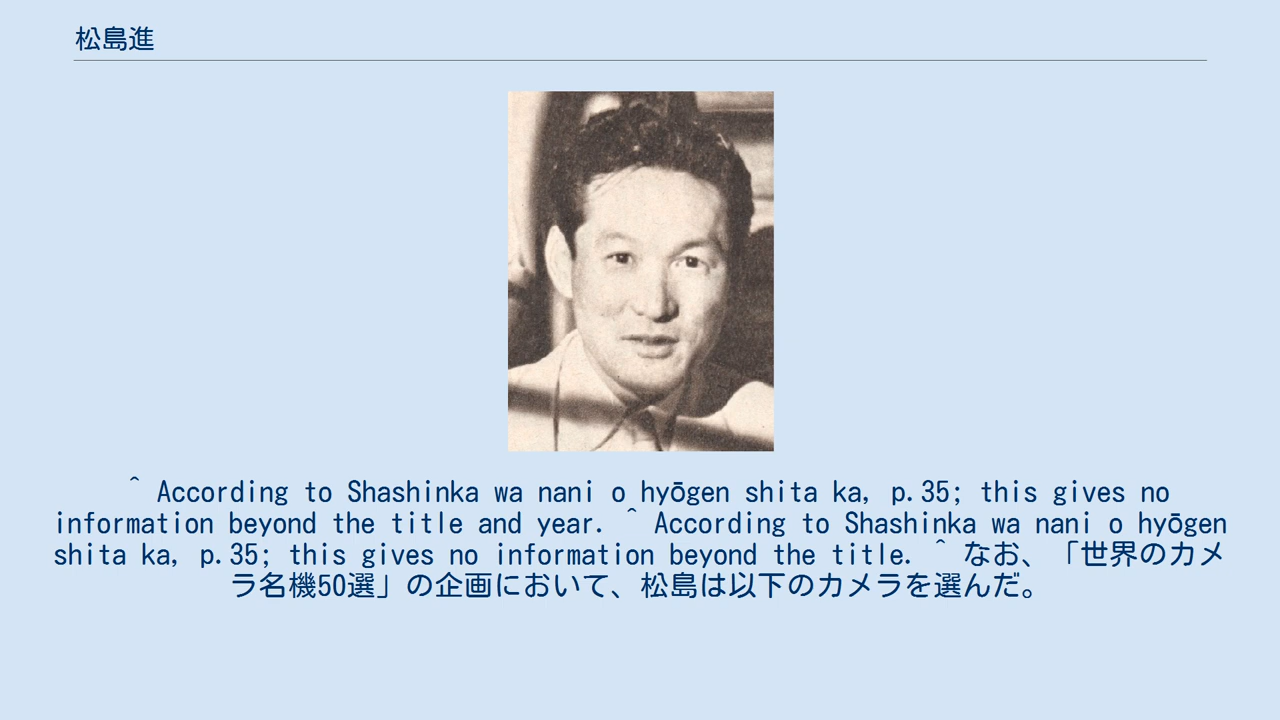 松島進
^ According to Shashinka wa nani o hyōgen shita ka, p.35; this gives no
information beyond the title and year. ^ According to Shashinka wa nani o hyōgen
shita ka, p.35; this gives no information beyond the title. ^ なお、「世界のカメ
ラ名機50選」の企画において、松島は以下のカメラを選んだ。